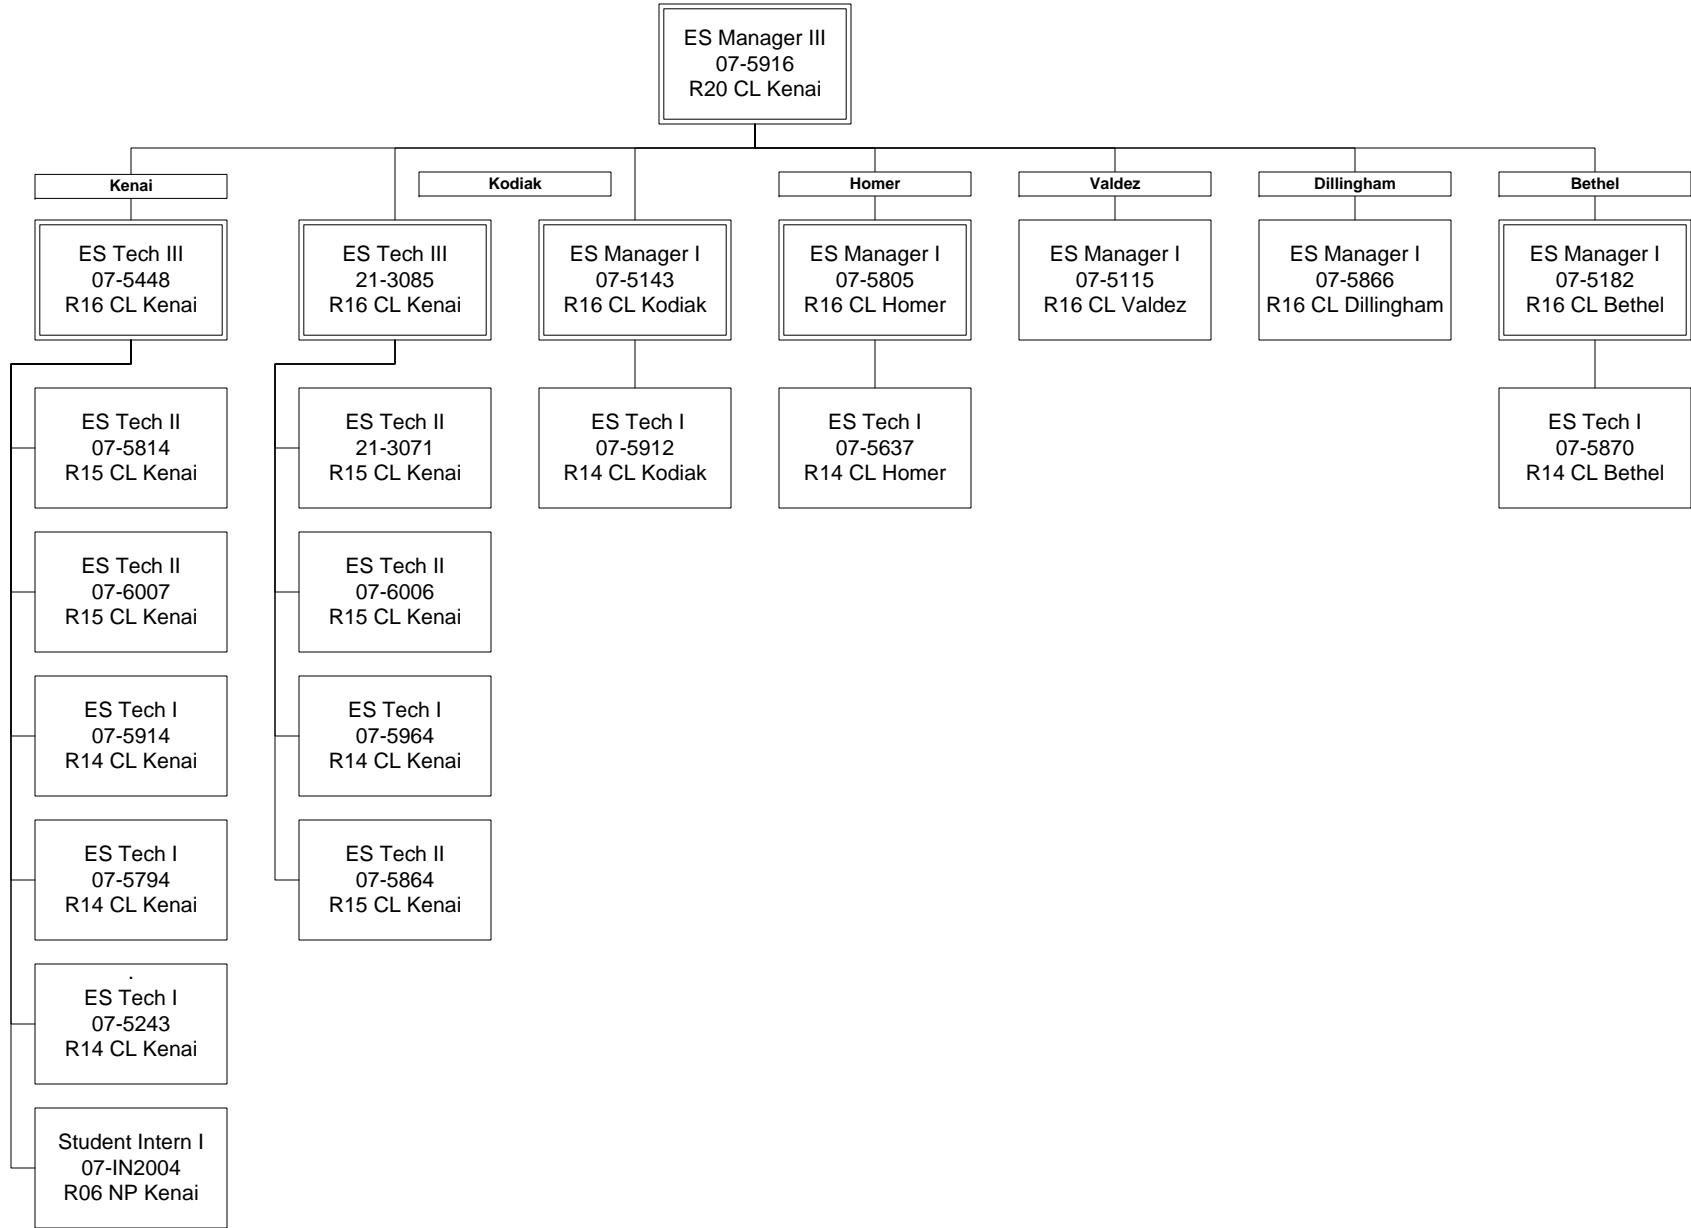 ES Manager III
07-5916
R20 CL Kenai
Kenai
Kodiak
Homer
Valdez
Dillingham
Bethel
ES Tech III
07-5448
R16 CL Kenai
ES Tech III
21-3085
R16 CL Kenai
ES Manager I
07-5143
R16 CL Kodiak
ES Manager I
07-5805
R16 CL Homer
ES Manager I
07-5115
R16 CL Valdez
ES Manager I
07-5866
R16 CL Dillingham
ES Manager I
07-5182
R16 CL Bethel
ES Tech II
07-5814
R15 CL Kenai
ES Tech II
21-3071
R15 CL Kenai
ES Tech I
07-5912
R14 CL Kodiak
ES Tech I
07-5637
R14 CL Homer
ES Tech I
07-5870
R14 CL Bethel
ES Tech II
07-6007
R15 CL Kenai
ES Tech II
07-6006
R15 CL Kenai
ES Tech I
07-5914
R14 CL Kenai
ES Tech I
07-5964
R14 CL Kenai
ES Tech I
07-5794
R14 CL Kenai
ES Tech II
07-5864
R15 CL Kenai
.
ES Tech I
07-5243
R14 CL Kenai
Student Intern I
07-IN2004
R06 NP Kenai